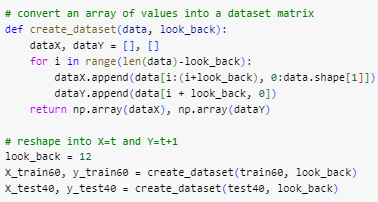 # convert an array of values into a dataset matrix
def create_dataset(data, look_back):
    dataX, dataY = [], []
    for i in range(len(data)-look_back):
        dataX.append(data[i:(i+look_back), 0:data.shape[1]])
        dataY.append(data[i + look_back, 0])
    return np.array(dataX), np.array(dataY)

# reshape into X=t and Y=t+1
look_back = 12
X_train60, y_train60 = create_dataset(train60, look_back)
X_test40, y_test40 = create_dataset(test40, look_back)